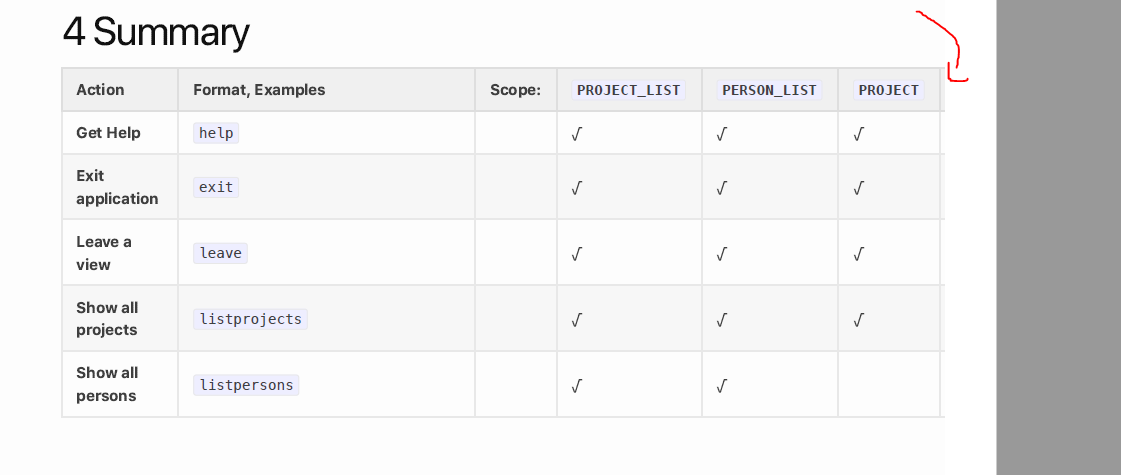 4 Summary
Action Format, Examples Scope: PROJECT_LIST PERSON_LIST PROJECT
Get Help help √ √ √
Exit
application exit √ √ √
Leave a
view leave √ √ √
Show all
projects listprojects √ √ √
Show all
persons listpersons √ √